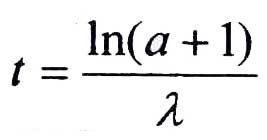 t = ln(a + 1) / λ